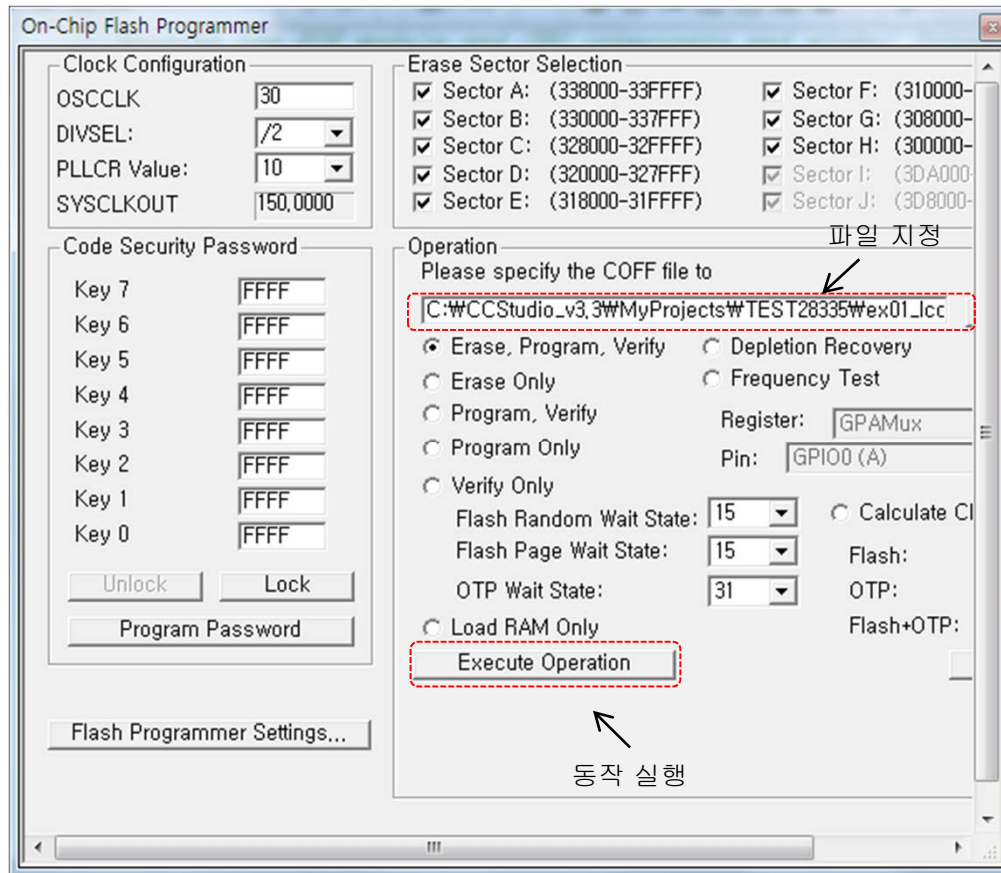 On-Chip Flash Programmer
Clock Configuration
OSCCLK 30
DIVSEL: /2
PLLCR Value: 10
SYSCLKOUT 150,0000
Erase Sector Selection
Sector A: (338000-33FFFF) Sector F: (310000-
Sector B: (330000-337FFF) Sector G: (308000-
Sector C: (328000-32FFFF) Sector H: (300000-
Sector D: (320000-327FFF) Sector I: (3DA000-
Sector E: (318000-31FFFF) Sector J: (3D8000-
Code Security Password
Key 7 FFFF
Key 6 FFFF
Key 5 FFFF
Key 4 FFFF
Key 3 FFFF
Key 2 FFFF
Key 1 FFFF
Key 0 FFFF
Unlock Lock
Program Password
Flash Programmer Settings...
Operation
파일 지정
Please specify the COFF file to
C:₩CCStudio_v3,3₩MyProjects₩TEST28335₩ex01_lcc
Erase, Program, Verify Depletion Recovery
Erase Only Frequency Test
Program, Verify Register: GPAMux
Program Only Pin: GPIO0 (A)
Verify Only
Flash Random Wait State: 15 Calculate Cl
Flash Page Wait State: 15 Flash:
OTP Wait State: 31 OTP:
Load RAM Only Flash+OTP:
Execute Operation
동작 실행